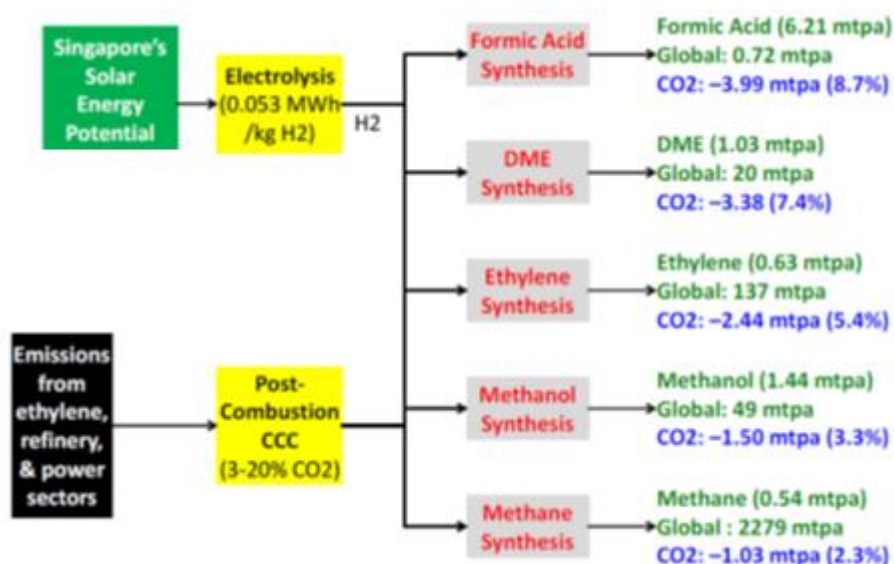 Singapore's
Solar
Energy
Potential
Electrolysis
(0.053 MWh
/kg H2)
H2
Emissions
from
ethylene,
refinery,
& power
sectors
Post-
Combustion
CCC
(3-20% CO2)
Formic Acid
Synthesis
Formic Acid (6.21 mtpa)
Global: 0.72 mtpa
CO2: –3.99 mtpa (8.7%)
DME
Synthesis
DME (1.03 mtpa)
Global: 20 mtpa
CO2: –3.38 (7.4%)
Ethylene
Synthesis
Ethylene (0.63 mtpa)
Global: 137 mtpa
CO2: –2.44 mtpa (5.4%)
Methanol
Synthesis
Methanol (1.44 mtpa)
Global: 49 mtpa
CO2: –1.50 mtpa (3.3%)
Methane
Synthesis
Methane (0.54 mtpa)
Global : 2279 mtpa
CO2: –1.03 mtpa (2.3%)